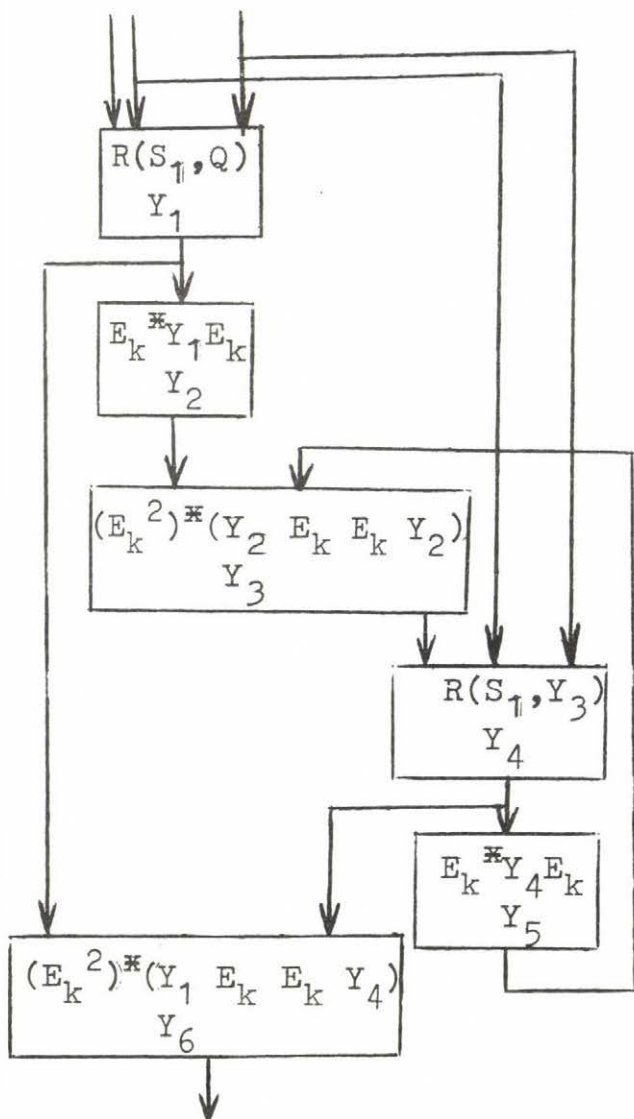 R(S₁,Q)
Y₁
Eₖ*Y₁Eₖ
Y₂
(Eₖ²)*(Y₂ Eₖ Eₖ Y₂)
Y₃
R(S₁,Y₃)
Y₄
Eₖ*Y₄Eₖ
Y₅
(Eₖ²)*(Y₁ Eₖ Eₖ Y₄)
Y₆